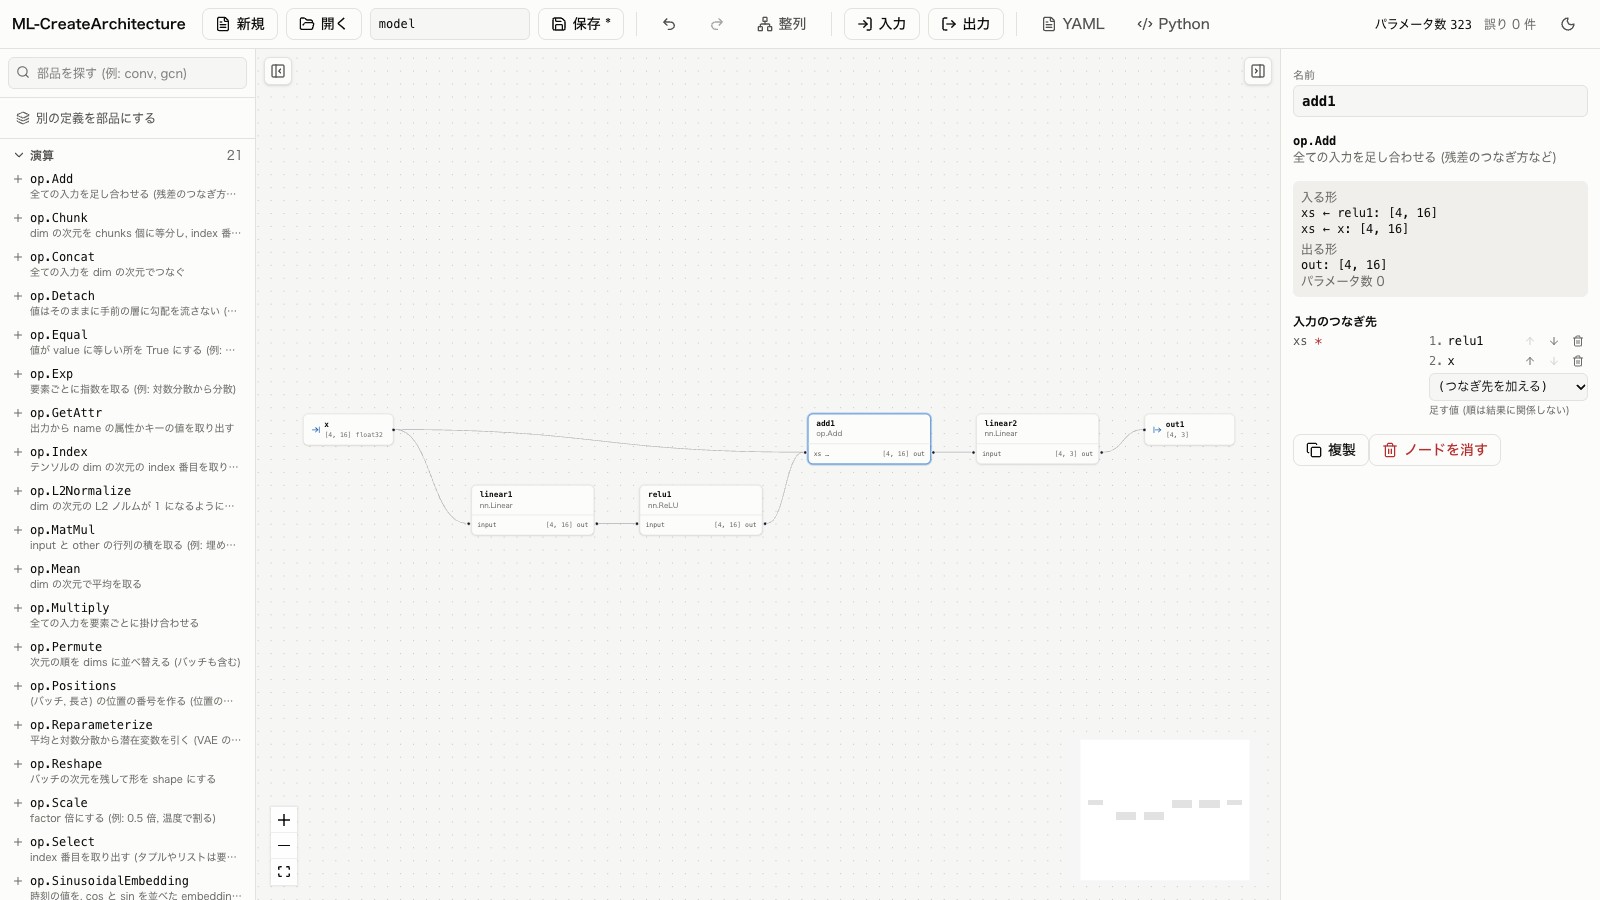 ML-CreateArchitecture
新規
開く
model
保存 *
整列
入力
出力
YAML
Python
パラメータ数 323
誤り 0 件
部品を探す (例: conv, gcn)
別の定義を部品にする
演算 21
op.Add
全ての入力を足し合わせる (残差のつなぎ方…
op.Chunk
dim の次元を chunks 個に等分し, index 番…
op.Concat
全ての入力を dim の次元でつなぐ
op.Detach
値はそのままに手前の層に勾配を流さない (…
op.Equal
値が value に等しい所を True にする (例: …
op.Exp
要素ごとに指数を取る (例: 対数分散から分散)
op.GetAttr
出力から name の属性かキーの値を取り出す
op.Index
テンソルの dim の次元の index 番目を取り…
op.L2Normalize
dim の次元の L2 ノルムが 1 になるように…
op.MatMul
input と other の行列の積を取る (例: 埋め…
op.Mean
dim の次元で平均を取る
op.Multiply
全ての入力を要素ごとに掛け合わせる
op.Permute
次元の順を dims に並べ替える (バッチも含む)
op.Positions
(バッチ, 長さ) の位置の番号を作る (位置の…
op.Reparameterize
平均と対数分散から潜在変数を引く (VAE の…
op.Reshape
バッチの次元を残して形を shape にする
op.Scale
factor 倍にする (例: 0.5 倍, 温度で割る)
op.Select
index 番目を取り出す (タプルやリストは要…
op.SinusoidalEmbedding
時刻の値を, cos と sin を並べた embeddin…
x
[4, 16] float32
linear1
nn.Linear
input [4, 16] out
relu1
nn.ReLU
input [4, 16] out
add1
op.Add
xs … [4, 16] out
linear2
nn.Linear
input [4, 3] out
out1
[4, 3]
名前
add1
op.Add
全ての入力を足し合わせる (残差のつなぎ方など)
入る形
xs ← relu1: [4, 16]
xs ← x: [4, 16]
出る形
out: [4, 16]
パラメータ数 0
入力のつなぎ先
xs *
1. relu1
2. x
(つなぎ先を加える)
足す値 (順は結果に関係しない)
複製
ノードを消す